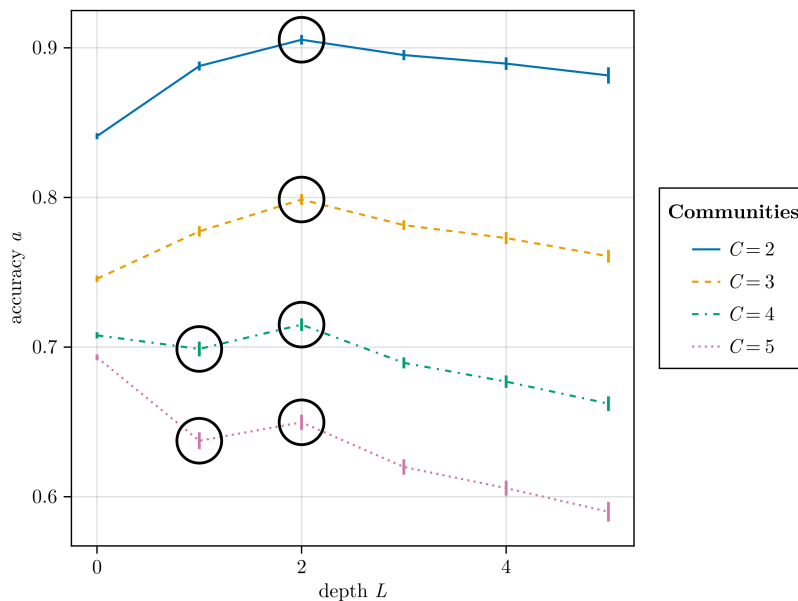 0.9
0.8
0.7
0.6
accuracy a
0
2
4
depth L
Communities
C = 2
C = 3
C = 4
C = 5